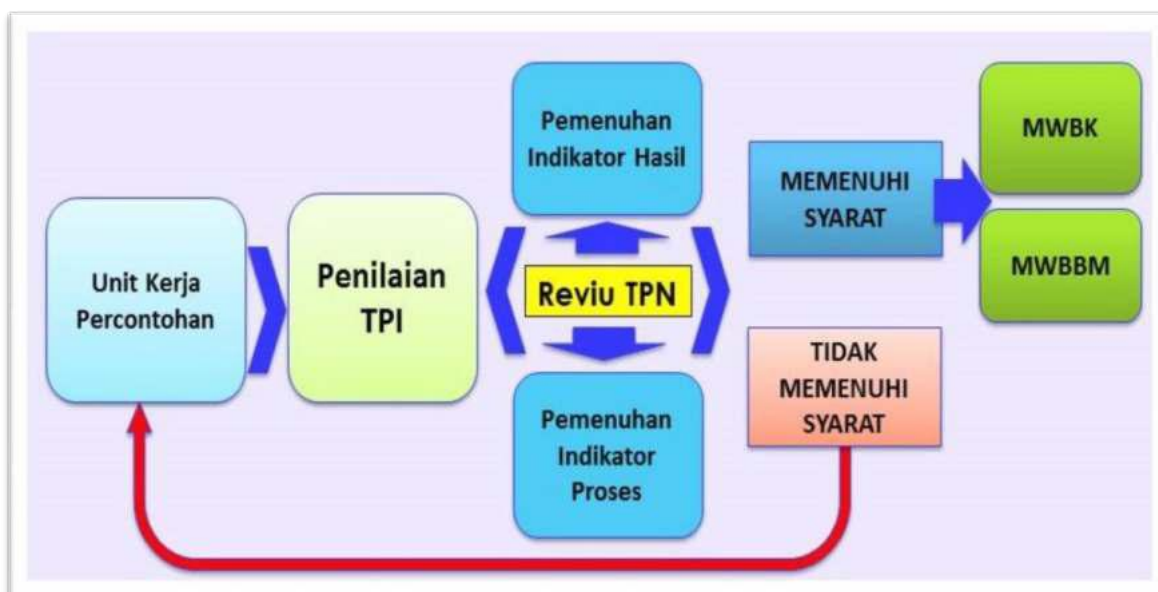 Unit Kerja
Percontohan
Penilaian
TPI
Pemenuhan
Indikator Hasil
Reviu TPN
Pemenuhan
Indikator
Proses
MEMENUHI
SYARAT
TIDAK
MEMENUHI
SYARAT
MWBK
MWBBM